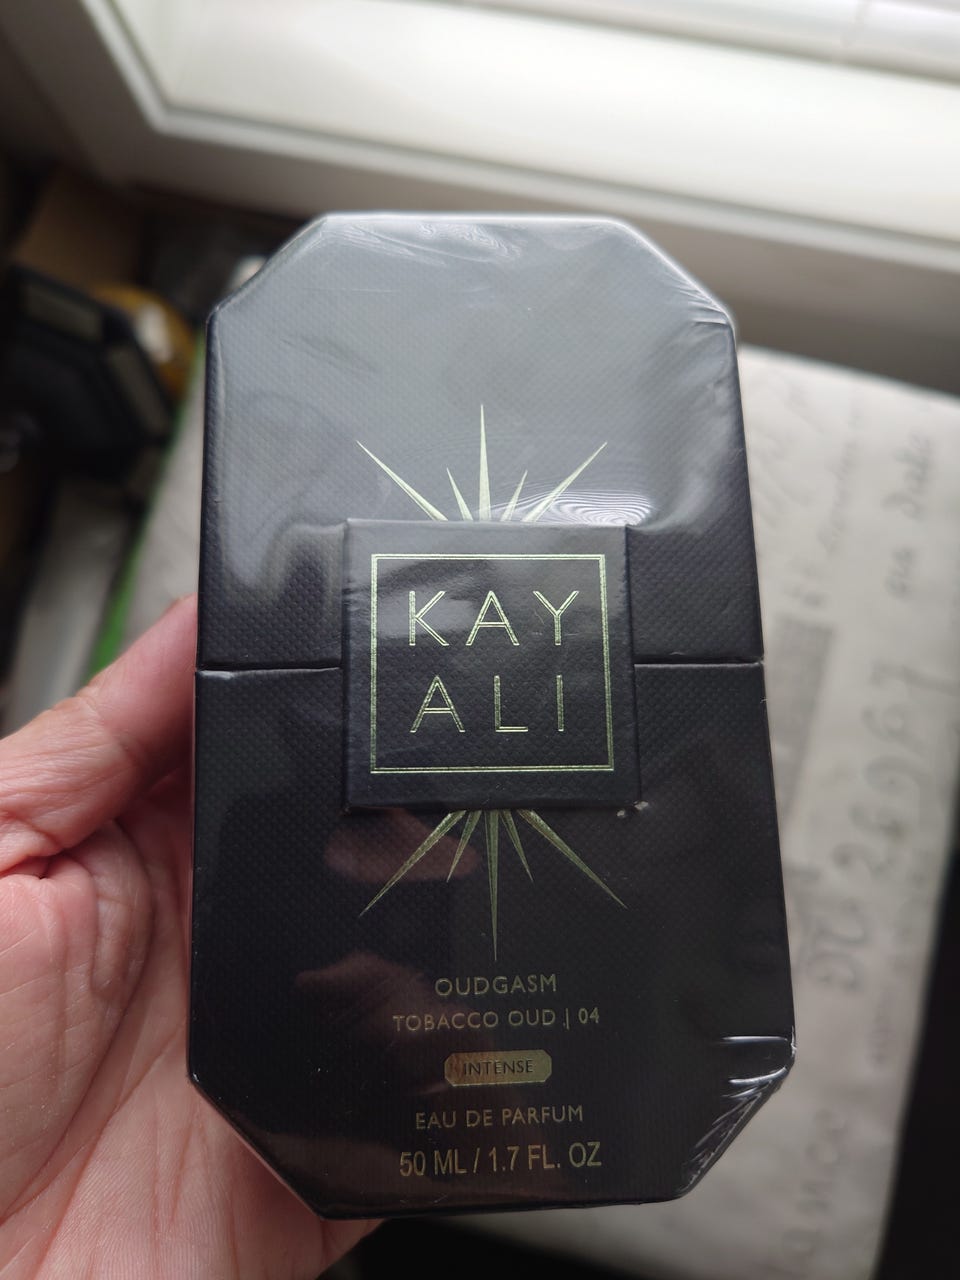 KAY
ALI
OUDGASM
TOBACCO OUD | 04
INTENSE
EAU DE PARFUM
50 ML / 1.7 FL. OZ